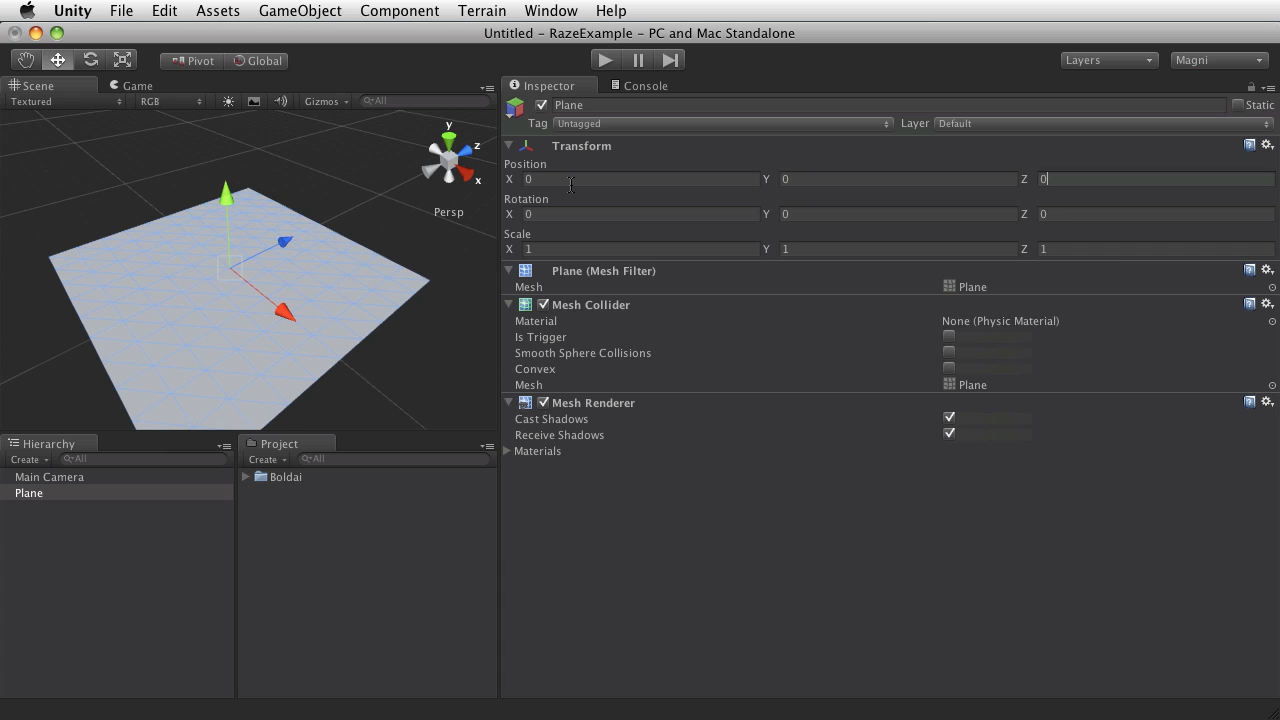 Unity File Edit Assets GameObject Component Terrain Window Help
Untitled - RazeExample - PC and Mac Standalone
Pivot Global Layers Magni
Scene Game
Textured RGB Gizmos All
y
z
x
Persp
Inspector Console
Plane Static
Tag Untagged Layer Default
Transform
Position
X 0 Y 0 Z 0
Rotation
X 0 Y 0 Z 0
Scale
X 1 Y 1 Z 1
Plane (Mesh Filter)
Mesh Plane
Mesh Collider
Material None (Physic Material)
Is Trigger
Smooth Sphere Collisions
Convex
Mesh Plane
Mesh Renderer
Cast Shadows
Receive Shadows
Materials
Hierarchy
Create All
Main Camera
Plane
Project
Create All
Boldai